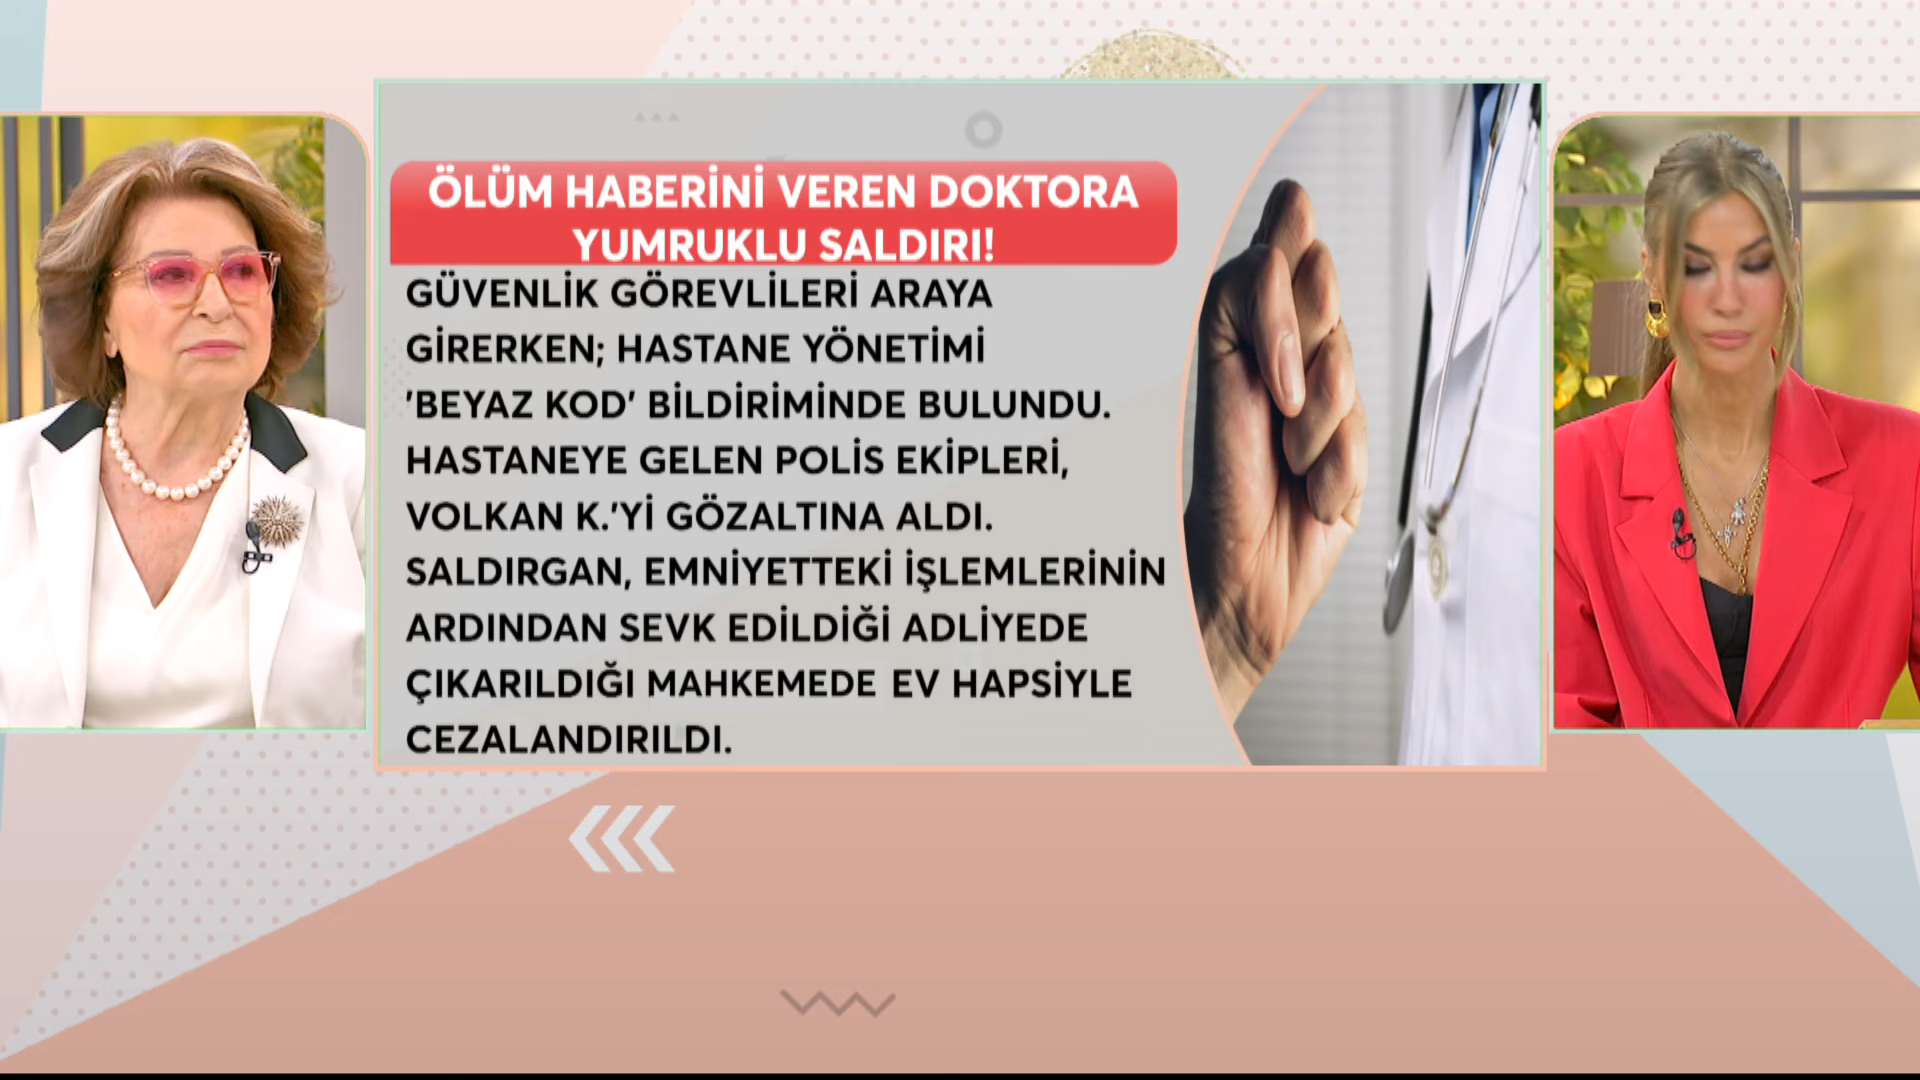 ÖLÜM HABERİNİ VEREN DOKTORA
YUMRUKLU SALDIRI!
GÜVENLİK GÖREVLİLERİ ARAYA
GİRERKEN; HASTANE YÖNETİMİ
'BEYAZ KOD' BİLDİRİMİNDE BULUNDU.
HASTANEYE GELEN POLİS EKİPLERİ,
VOLKAN K.'Yİ GÖZALTINA ALDI.
SALDIRGAN, EMNİYETTEKİ İŞLEMLERİNİN
ARDINDAN SEVK EDİLDİĞİ ADLİYEDE
ÇIKARILDIĞI MAHKEMEDE EV HAPSİYLE
CEZALANDIRILDI.